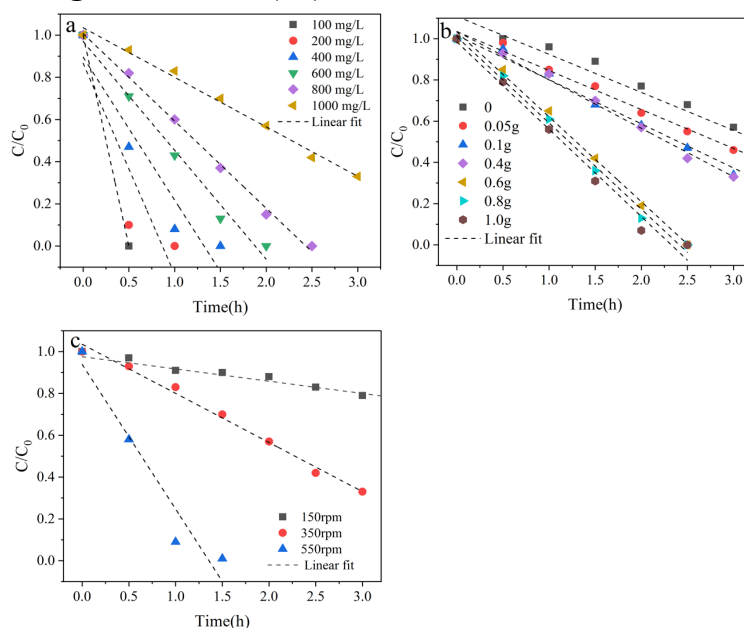 a
100 mg/L
200 mg/L
400 mg/L
600 mg/L
800 mg/L
1000 mg/L
Linear fit
C/C0
1.0
0.8
0.6
0.4
0.2
0.0
0.0 0.5 1.0 1.5 2.0 2.5 3.0
Time(h)
b
0
0.05g
0.1g
0.4g
0.6g
0.8g
1.0g
Linear fit
C/C0
1.0
0.8
0.6
0.4
0.2
0.0
0.0 0.5 1.0 1.5 2.0 2.5 3.0
Time(h)
c
150rpm
350rpm
550rpm
Linear fit
C/C0
1.0
0.8
0.6
0.4
0.2
0.0
0.0 0.5 1.0 1.5 2.0 2.5 3.0
Time(h)